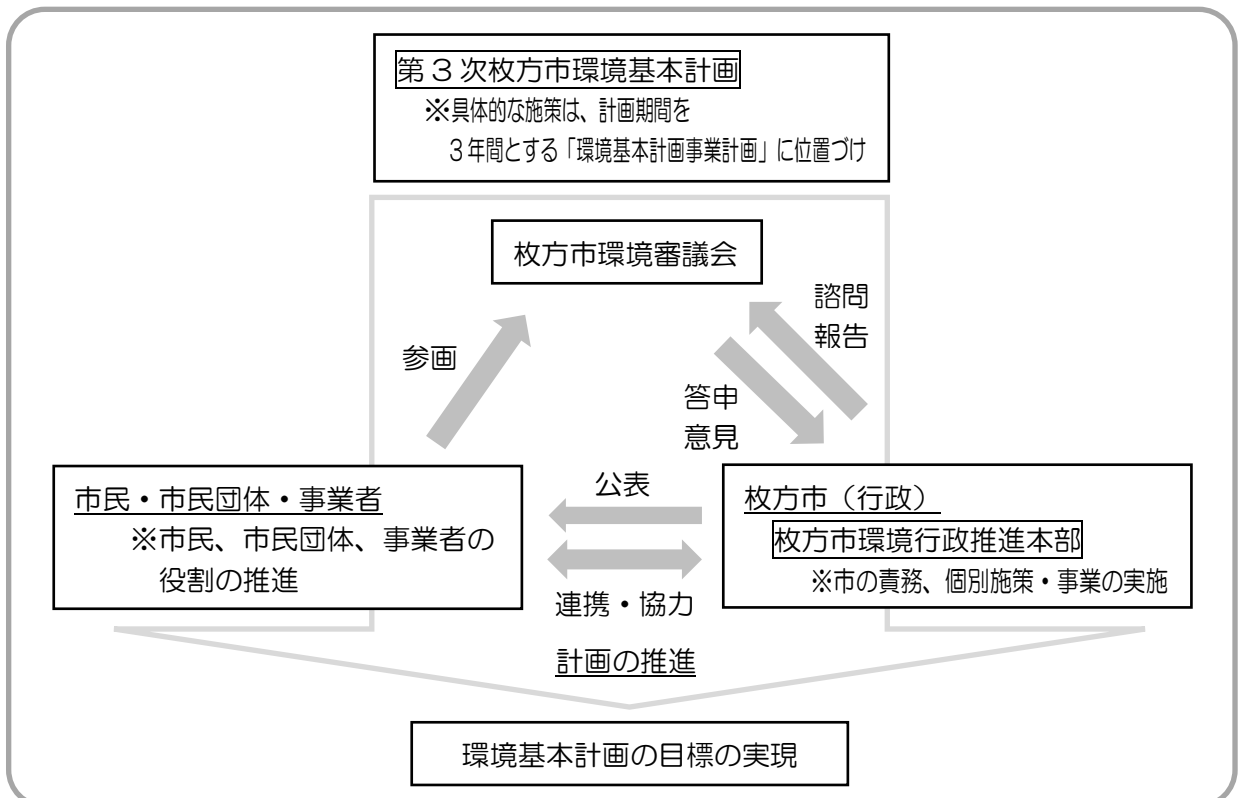 第3次枚方市環境基本計画
※具体的な施策は、計画期間を
3年間とする「環境基本計画事業計画」に位置づけ
枚方市環境審議会
諮問
報告
参画
答申
意見
公表
市民・市民団体・事業者
※市民、市民団体、事業者の
役割の推進
枚方市（行政）
枚方市環境行政推進本部
※市の責務、個別施策・事業の実施
連携・協力
計画の推進
環境基本計画の目標の実現